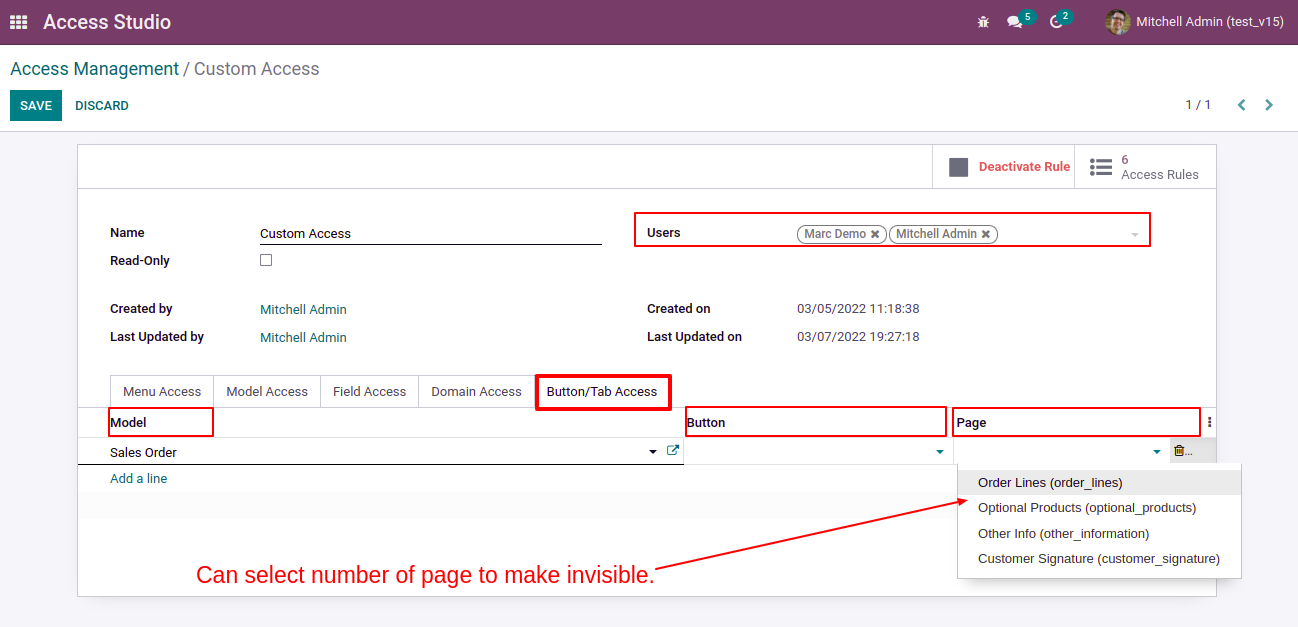 Access Studio 5 2 Mitchell Admin (test_v15)
Access Management / Custom Access
SAVE DISCARD 1 / 1
Deactivate Rule 6 Access Rules
Name Custom Access Users Marc Demo ✖ Mitchell Admin ✖
Read-Only
Created by Mitchell Admin Created on 03/05/2022 11:18:38
Last Updated by Mitchell Admin Last Updated on 03/07/2022 19:27:18
Menu Access Model Access Field Access Domain Access Button/Tab Access
Model Button Page
Sales Order ...
Add a line
Order Lines (order_lines)
Optional Products (optional_products)
Other Info (other_information)
Customer Signature (customer_signature)
Can select number of page to make invisible.